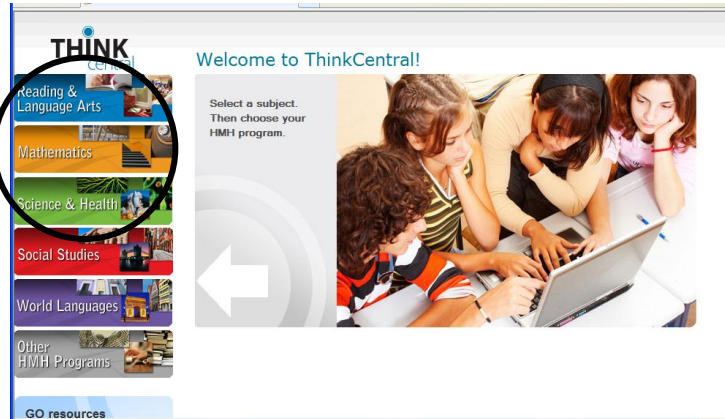 THINK
central
Welcome to ThinkCentral!
Reading &
Language Arts
Select a subject.
Then choose your
HMH program.
Mathematics
Science & Health
Social Studies
World Languages
Other
HMH Programs
GO resources